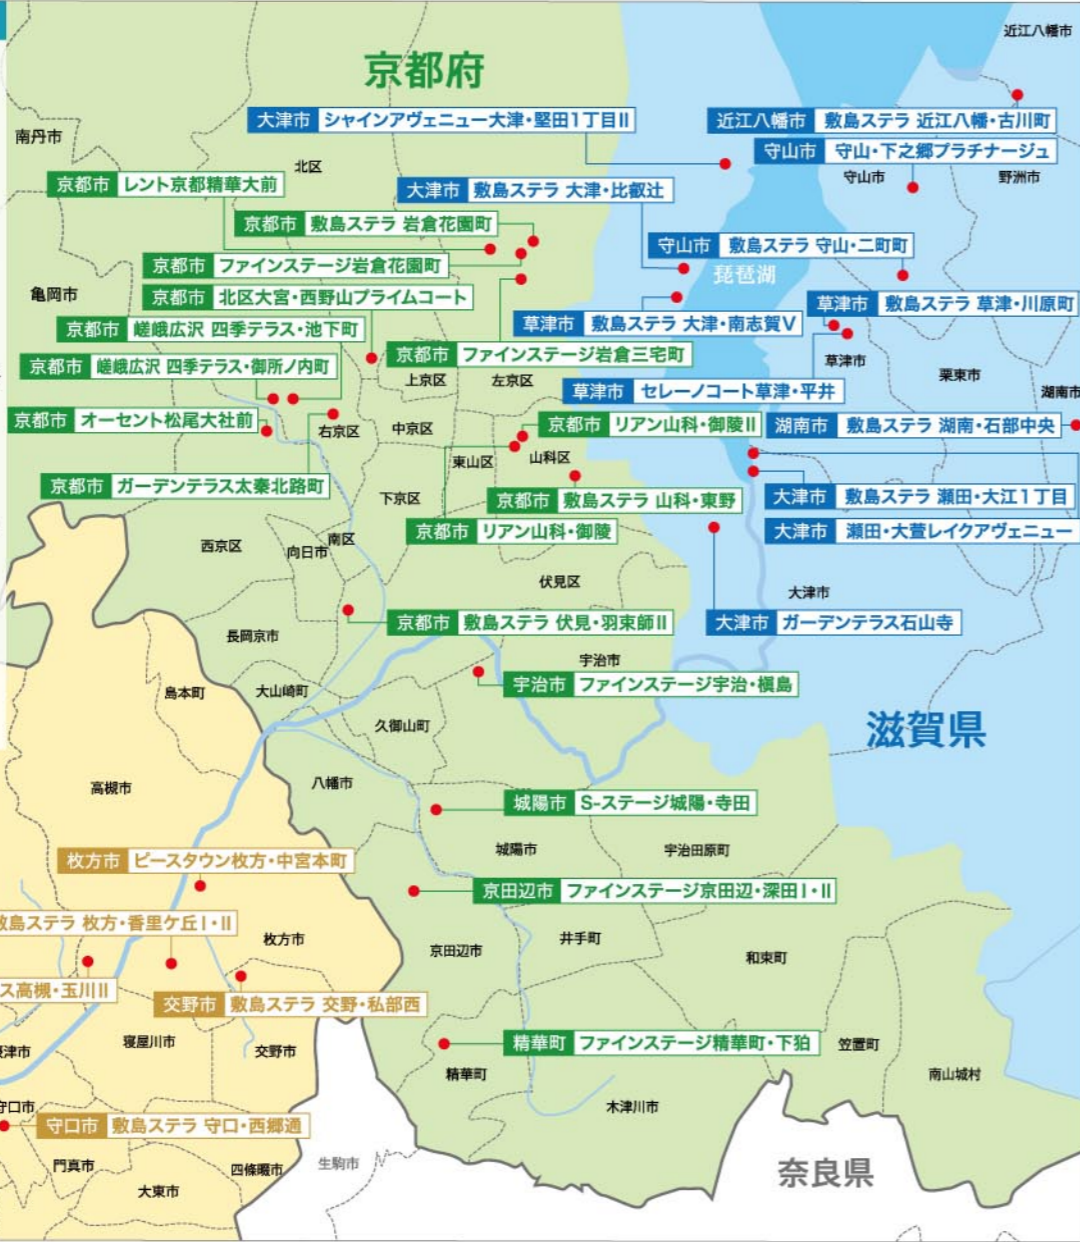 近江八幡市
京都府
大津市 シャインアヴェニュー大津・堅田1丁目II
近江八幡市 敷島ステラ 近江八幡・古川町
南丹市
守山市 守山・下之郷プラチナージュ
北区
守山市
野洲市
京都市 レント京都精華大前
大津市 敷島ステラ 大津・比叡辻
京都市 敷島ステラ 岩倉花園町
守山市 敷島ステラ 守山・二町町
京都市 ファインステージ岩倉花園町
琵琶湖
亀岡市
京都市 北区大宮・西野山プライムコート
草津市 敷島ステラ 草津・川原町
京都市 嵯峨広沢 四季テラス・池下町
草津市 敷島ステラ 大津・南志賀V
京都市 ファインステージ岩倉三宅町
草津市
京都市 嵯峨広沢 四季テラス・御所ノ内町
栗東市
上京区
左京区
草津市 セレーノコート草津・平井
湖南市
京都市 オーセント松尾大社前
右京区
中京区
京都市 リアン山科・御陵II
湖南市 敷島ステラ 湖南・石部中央
東山区
山科区
京都市 ガーデンテラス太秦北路町
下京区
京都市 敷島ステラ 山科・東野
大津市 敷島ステラ 瀬田・大江1丁目
京都市 リアン山科・御陵
大津市 瀬田・大萱レイクアヴェニュー
西京区
向日市
南区
伏見区
大津市
京都市 敷島ステラ 伏見・羽束師II
大津市 ガーデンテラス石山寺
長岡京市
宇治市
宇治市 ファインステージ宇治・槇島
島本町
大山崎町
久御山町
滋賀県
高槻市
八幡市
城陽市 S-ステージ城陽・寺田
城陽市
宇治田原町
枚方市 ピースタウン枚方・中宮本町
京田辺市 ファインステージ京田辺・深田I・II
敷島ステラ 枚方・香里ケ丘I・II
枚方市
京田辺市
井手町
和束町
ス高槻・玉川II
交野市 敷島ステラ 交野・私部西
寝屋川市
交野市
津市
精華町 ファインステージ精華町・下狛
笠置町
精華町
南山城村
木津川市
守口市
守口市 敷島ステラ 守口・西郷通
門真市
四條畷市
生駒市
奈良県
大東市